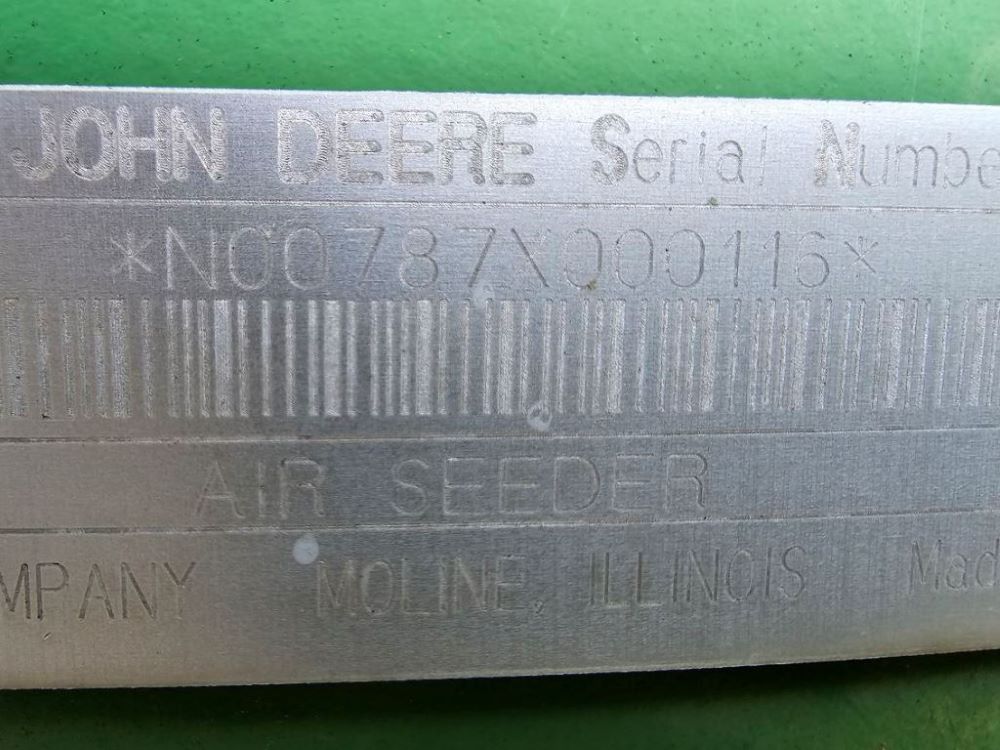 JOHN DEERE Serial Numbe
*N00787X000116*
AIR SEEDER
MPANY MOLINE, ILLINOIS Mad